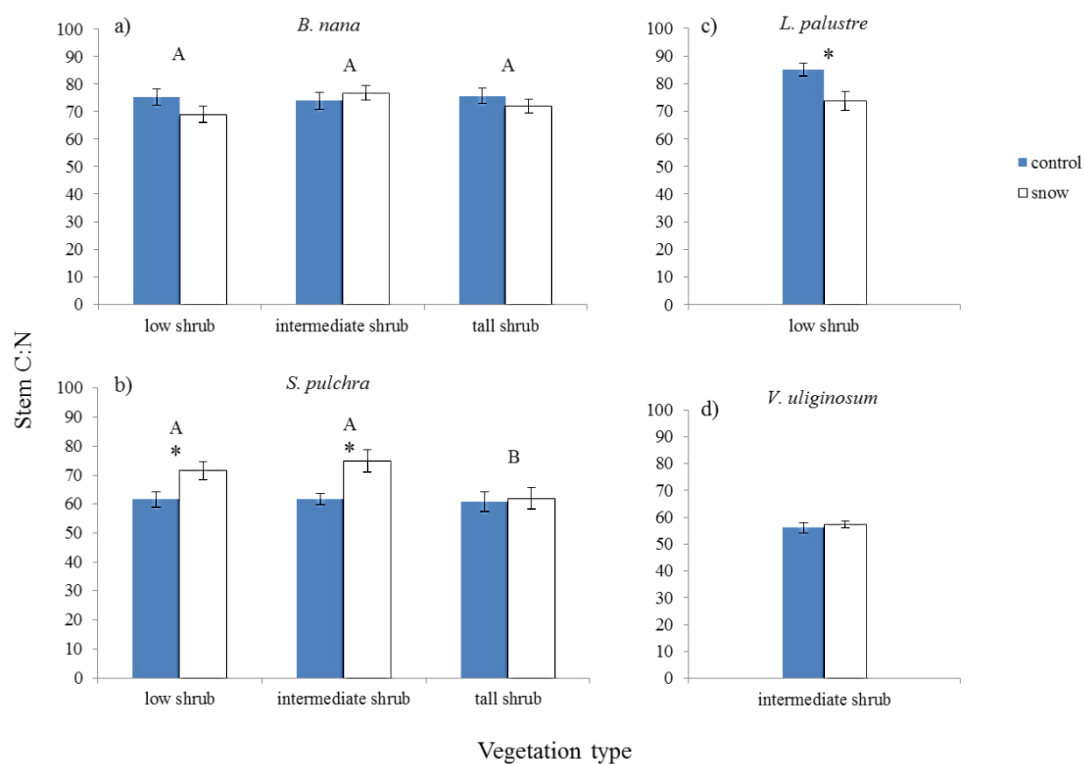 a)
B. nana
100
90
80
70
60
50
40
30
20
10
0
A
A
A
low shrub
intermediate shrub
tall shrub
c)
L. palustre
100
90
80
70
60
50
40
30
20
10
0
*
low shrub
control
snow
Stem C:N
b)
S. pulchra
100
90
80
70
60
50
40
30
20
10
0
A
*
A
*
B
low shrub
intermediate shrub
tall shrub
d)
V. uliginosum
100
90
80
70
60
50
40
30
20
10
0
intermediate shrub
Vegetation type